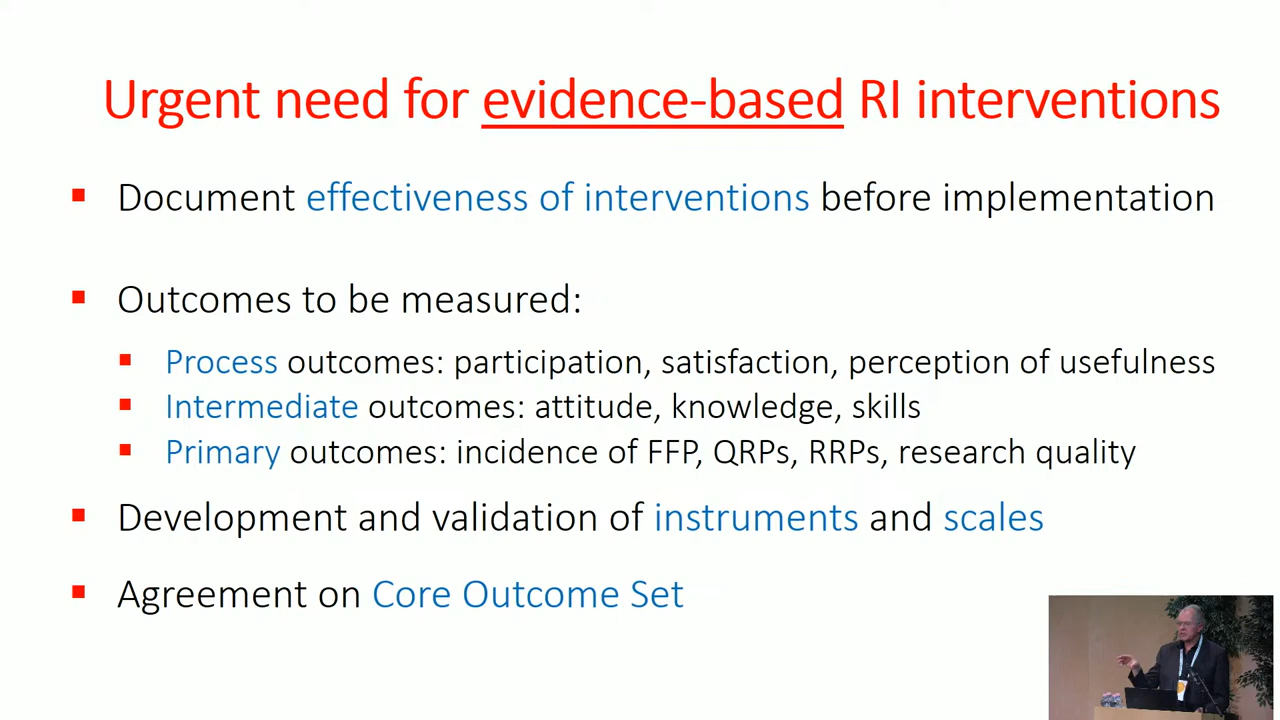 Urgent need for evidence-based RI interventions
Document effectiveness of interventions before implementation
Outcomes to be measured:
Process outcomes: participation, satisfaction, perception of usefulness
Intermediate outcomes: attitude, knowledge, skills
Primary outcomes: incidence of FFP, QRPs, RRPs, research quality
Development and validation of instruments and scales
Agreement on Core Outcome Set